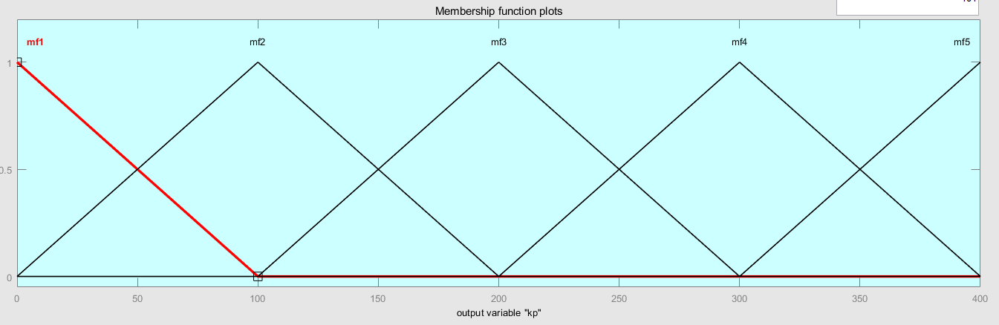 Membership function plots
mf1 mf2 mf3 mf4 mf5
1
0.5
0
0 50 100 150 200 250 300 350 400
output variable "kp"